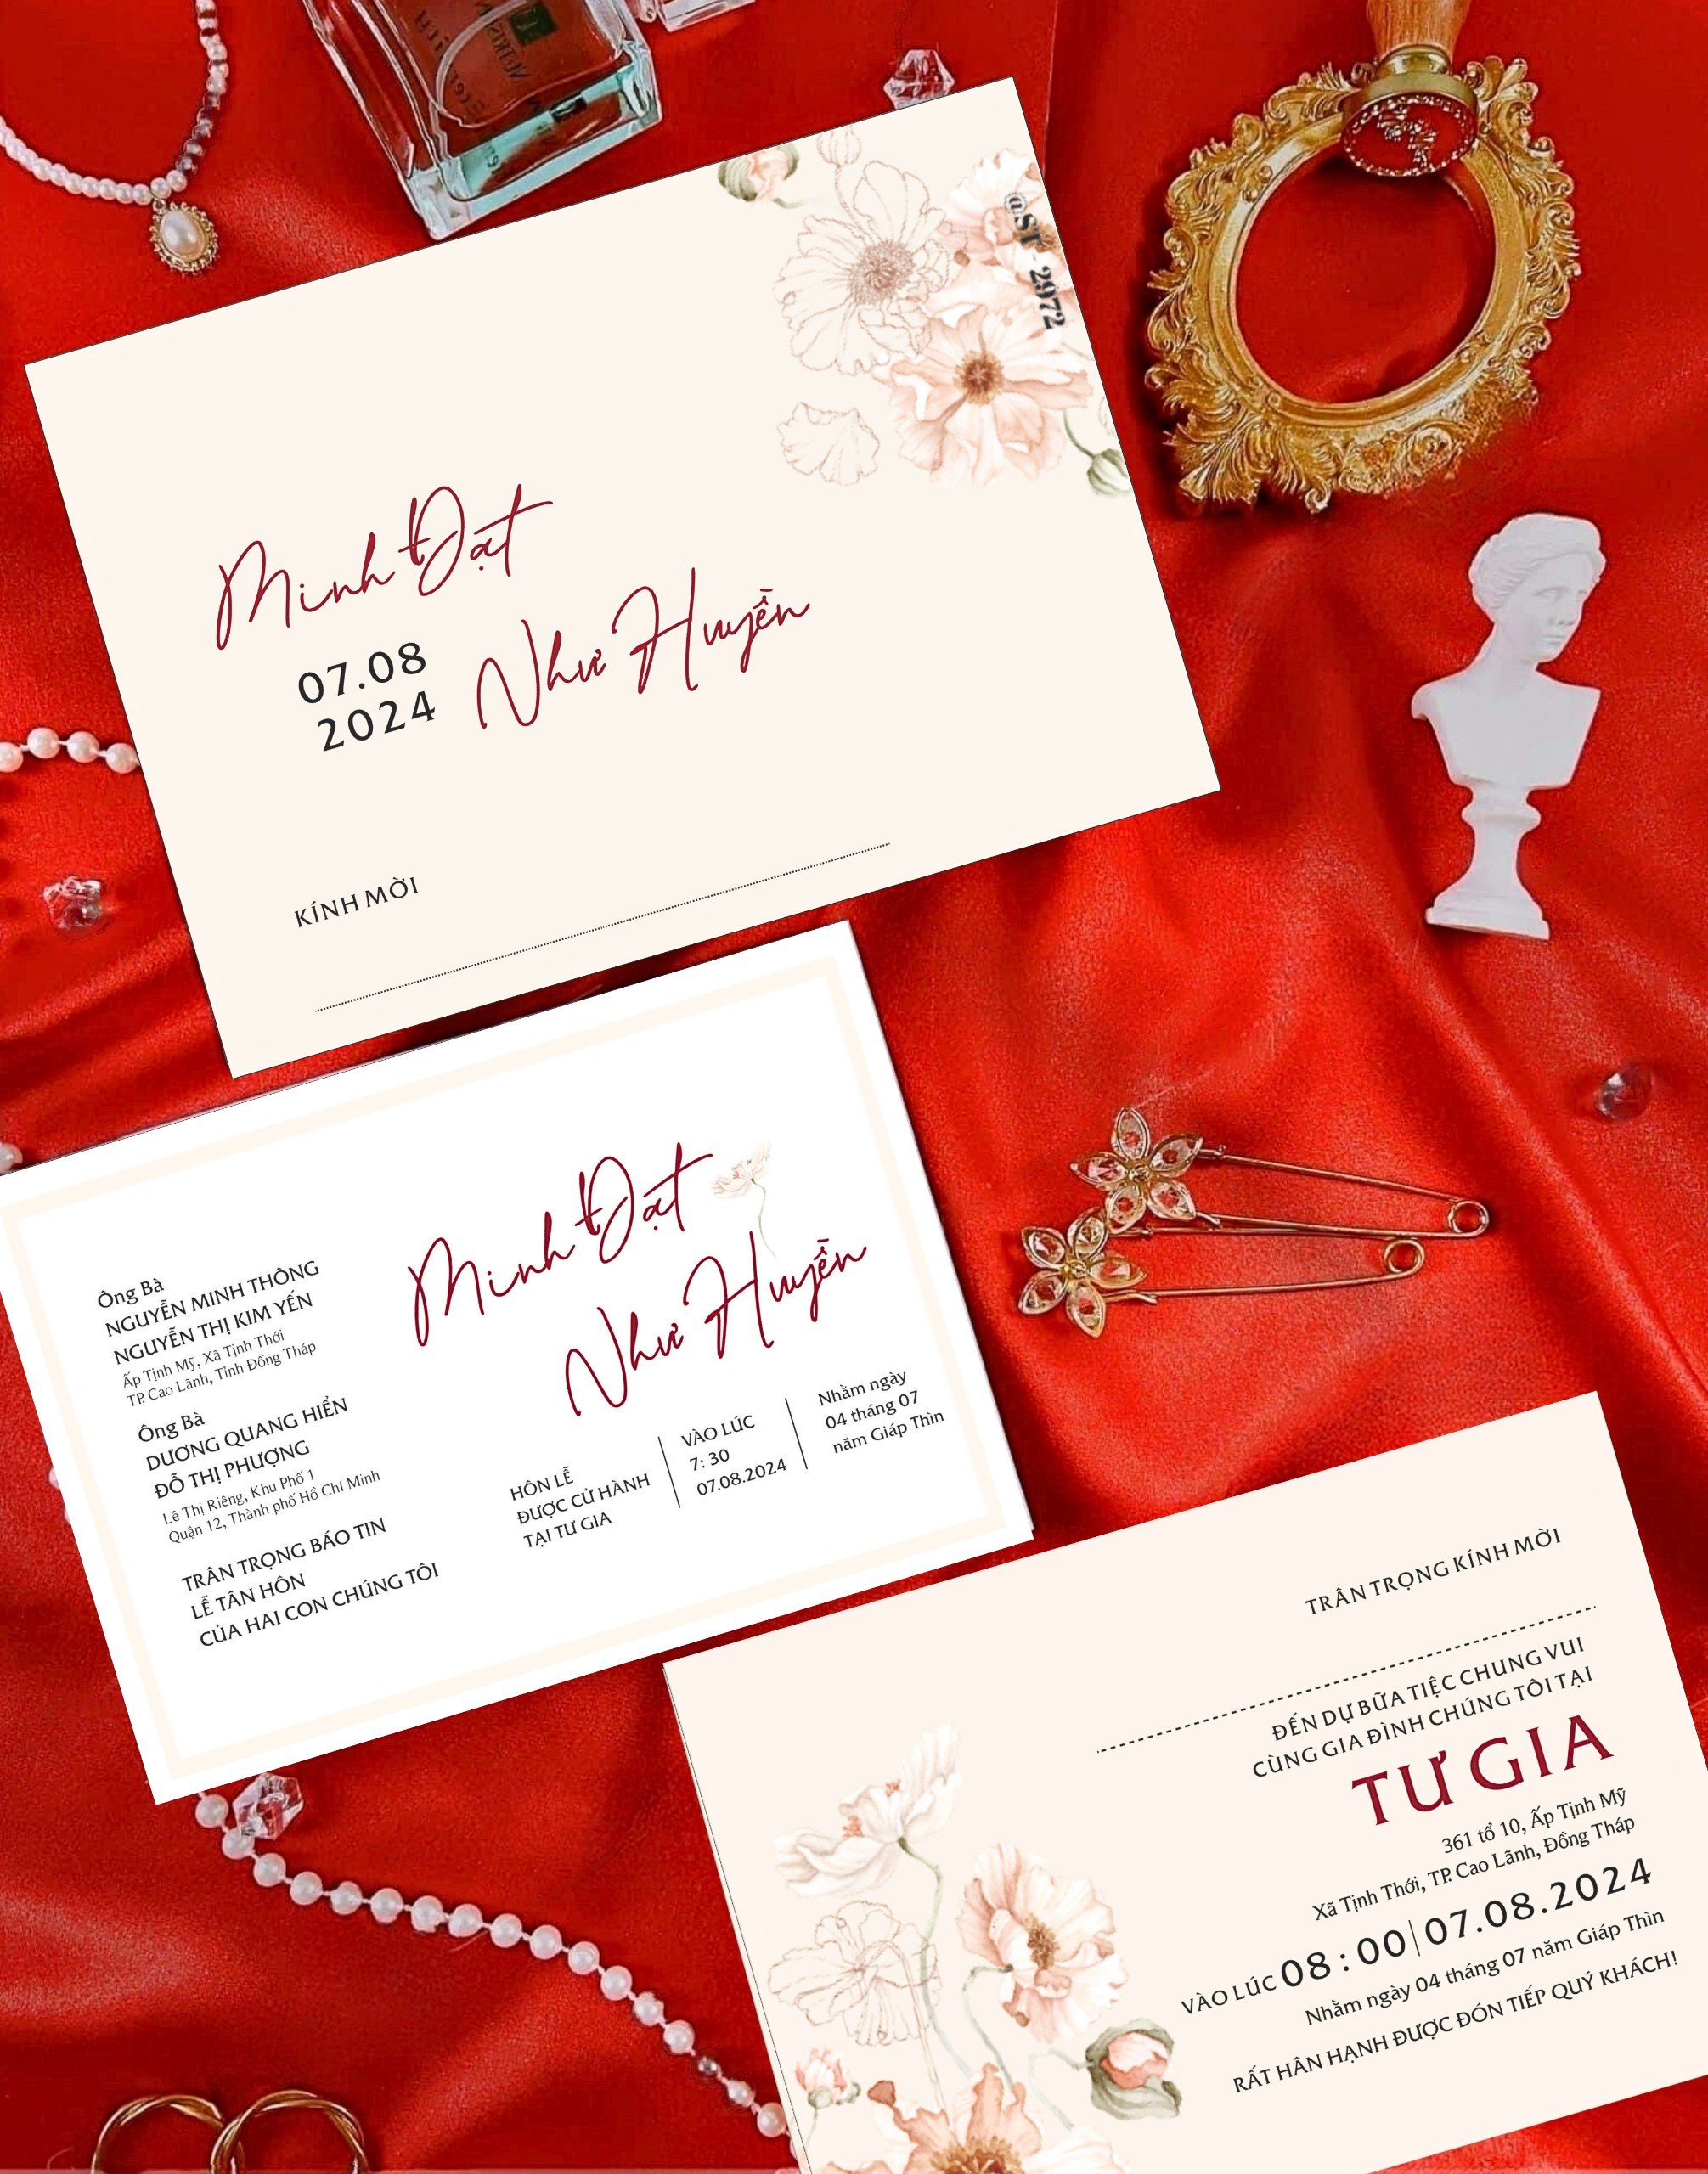 @ST - 2972
Minh Đạt
07.08
2024
Như Huyền
KÍNH MỜI
Ông Bà
NGUYỄN MINH THÔNG
NGUYỄN THỊ KIM YẾN
Ấp Tịnh Mỹ, Xã Tịnh Thới
TP. Cao Lãnh, Tỉnh Đồng Tháp
Ông Bà
DƯƠNG QUANG HIỂN
ĐỖ THỊ PHƯỢNG
Lê Thị Riêng, Khu Phố 1
Quận 12, Thành phố Hồ Chí Minh
TRÂN TRỌNG BÁO TIN
LỄ TÂN HÔN
CỦA HAI CON CHÚNG TÔI
Minh Đạt
Như Huyền
HÔN LỄ
ĐƯỢC CỬ HÀNH
TẠI TƯ GIA
VÀO LÚC
7: 30
07.08.2024
Nhằm ngày
04 tháng 07
năm Giáp Thìn
TRÂN TRỌNG KÍNH MỜI
ĐẾN DỰ BỮA TIỆC CHUNG VUI
CÙNG GIA ĐÌNH CHÚNG TÔI TẠI
TƯ GIA
361 tổ 10, Ấp Tịnh Mỹ
Xã Tịnh Thới, TP. Cao Lãnh, Đồng Tháp
VÀO LÚC 08 : 00 | 07.08.2024
Nhằm ngày 04 tháng 07 năm Giáp Thìn
RẤT HÂN HẠNH ĐƯỢC ĐÓN TIẾP QUÝ KHÁCH!